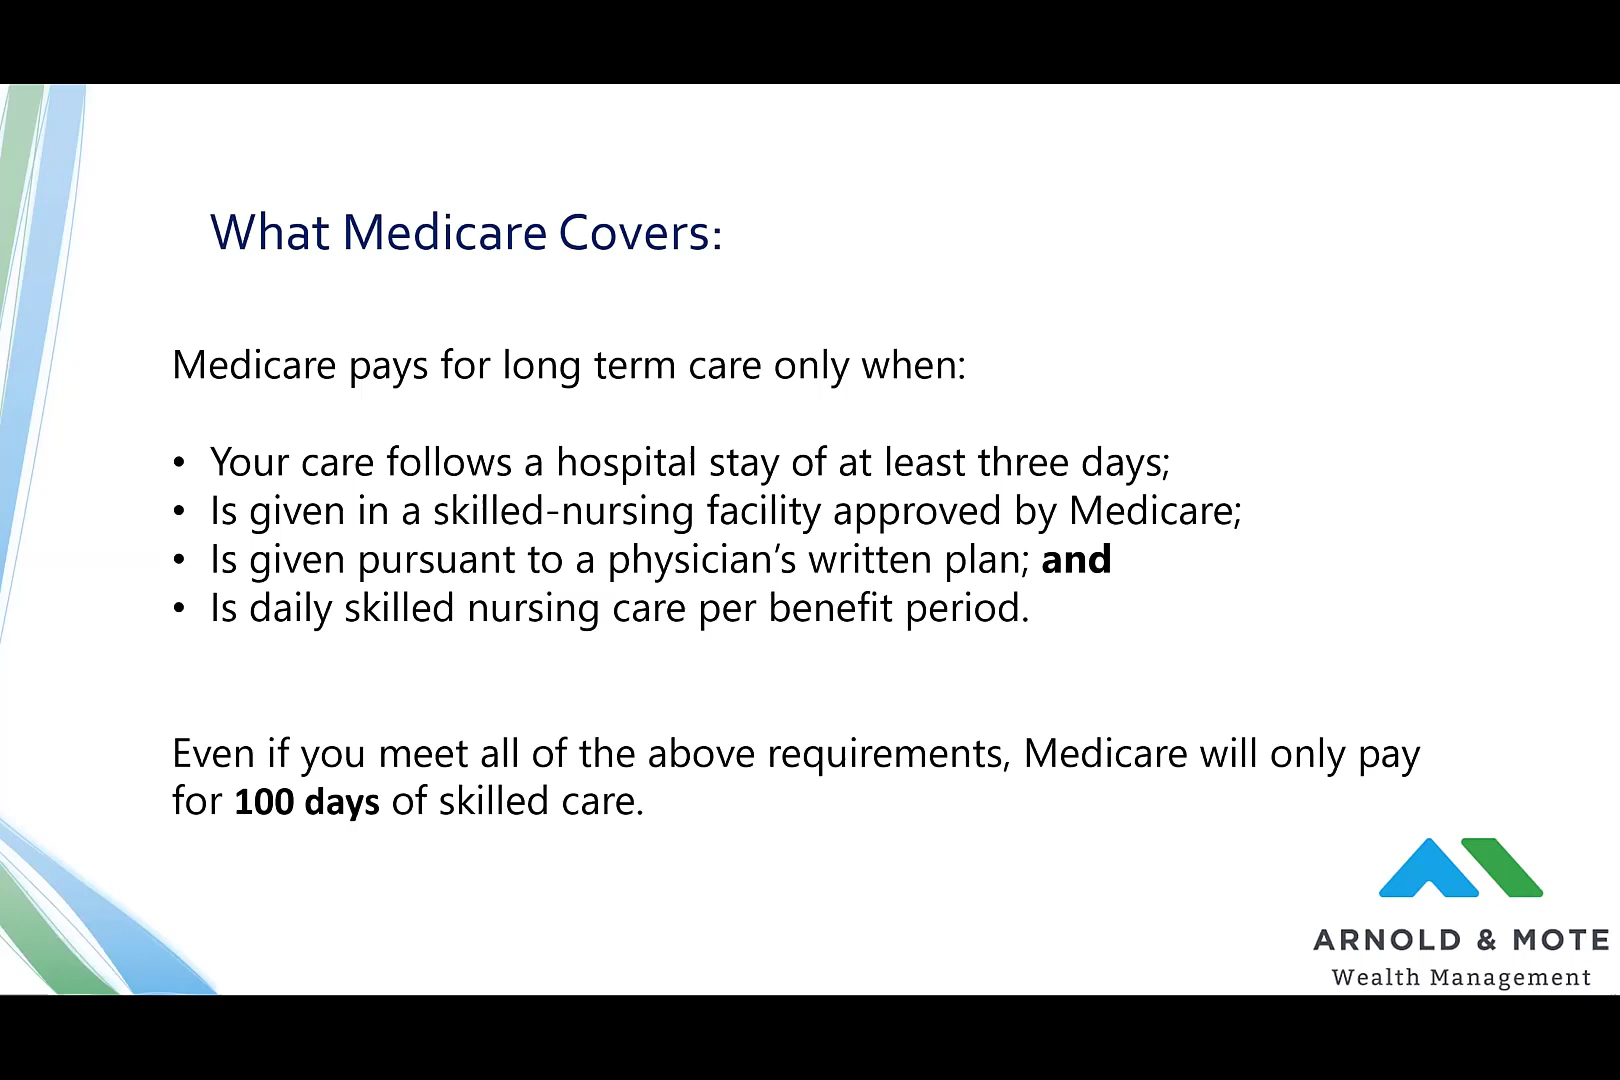 What Medicare Covers:
Medicare pays for long term care only when:
• Your care follows a hospital stay of at least three days;
• Is given in a skilled-nursing facility approved by Medicare;
• Is given pursuant to a physician’s written plan; and
• Is daily skilled nursing care per benefit period.
Even if you meet all of the above requirements, Medicare will only pay
for 100 days of skilled care.
ARNOLD & MOTE
Wealth Management